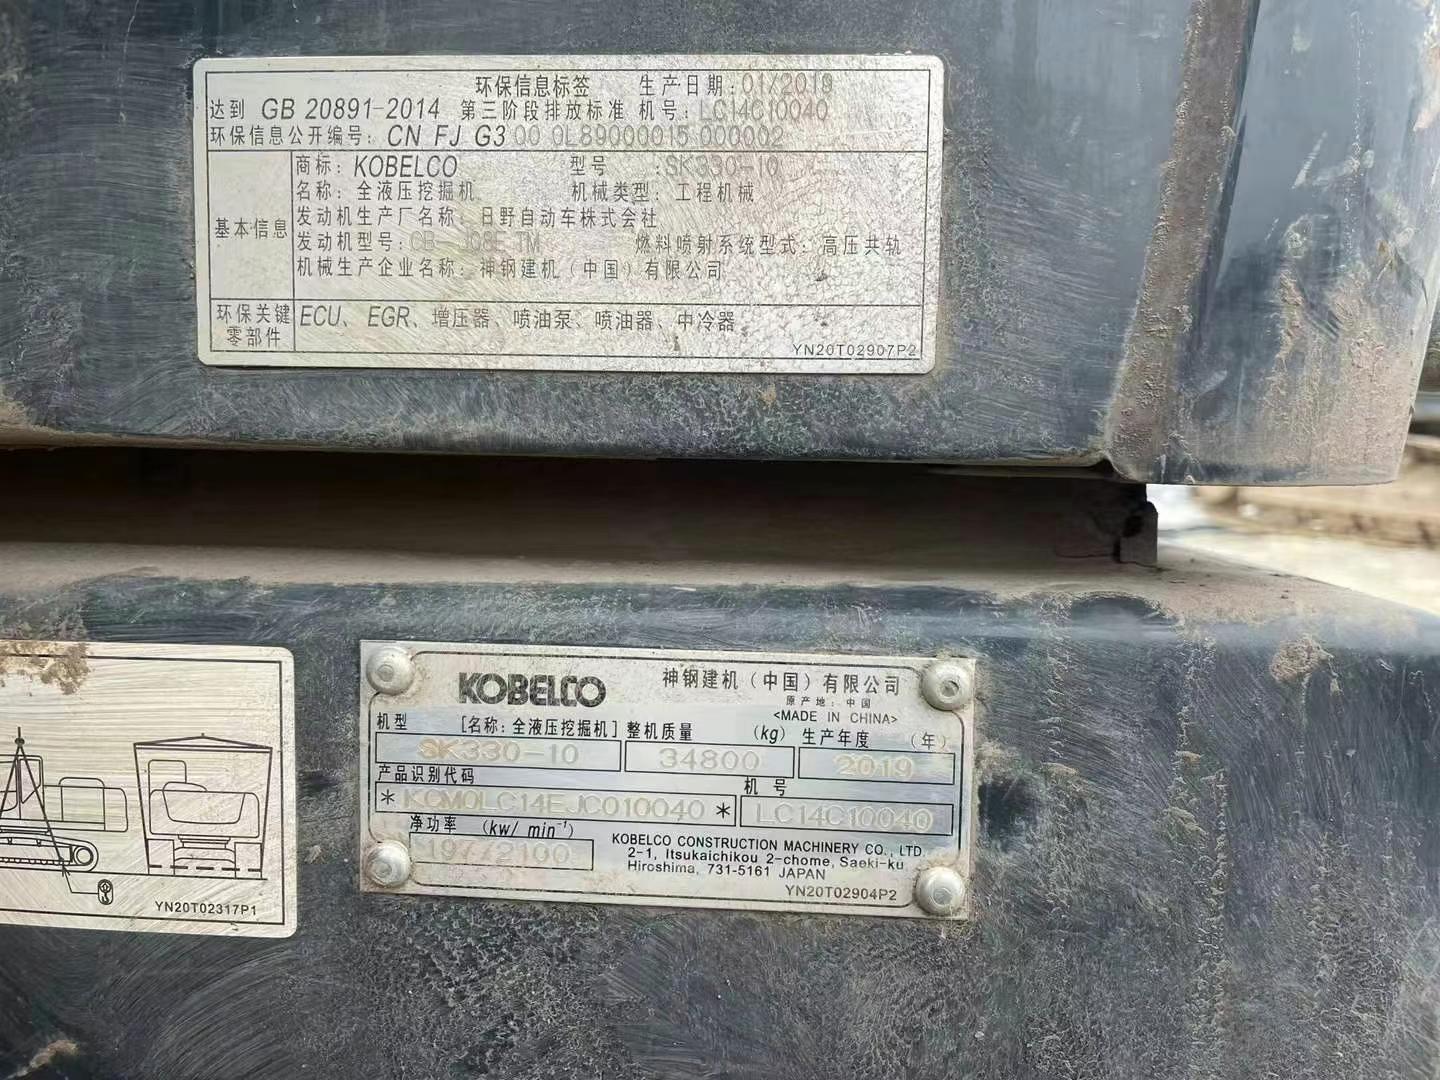 环保信息标签 生产日期:01/2019
达到 GB 20891-2014 第三阶段排放标准 机号: LC14C10040
环保信息公开编号: CN FJ G3 00 0L89000015 000002
基本信息
商标: KOBELCO 型号 :SK330-10
名称: 全液压挖掘机 机械类型: 工程机械
发动机生产厂名称: 日野自动车株式会社
发动机型号: 燃料喷射系统型式: 高压共轨
机械生产企业名称: 神钢建机(中国)有限公司
环保关键
零部件
ECU、EGR、增压器、喷油泵、喷油器、中冷器
YN20T02907P2
YN20T02317P1
KOBELCO 神钢建机(中国)有限公司
原产地: 中国
<MADE IN CHINA>
机型 [名称: 全液压挖掘机] 整机质量 (kg) 生产年度 (年)
SK330-10 34800 2019
产品识别代码 机号
*KCM0LC14EJC010040* LC14C10040
净功率 (kw/ min⁻¹)
197/2100
KOBELCO CONSTRUCTION MACHINERY CO., LTD.
2-1, Itsukaichikou 2-chome, Saeki-ku
Hiroshima, 731-5161 JAPAN
YN20T02904P2